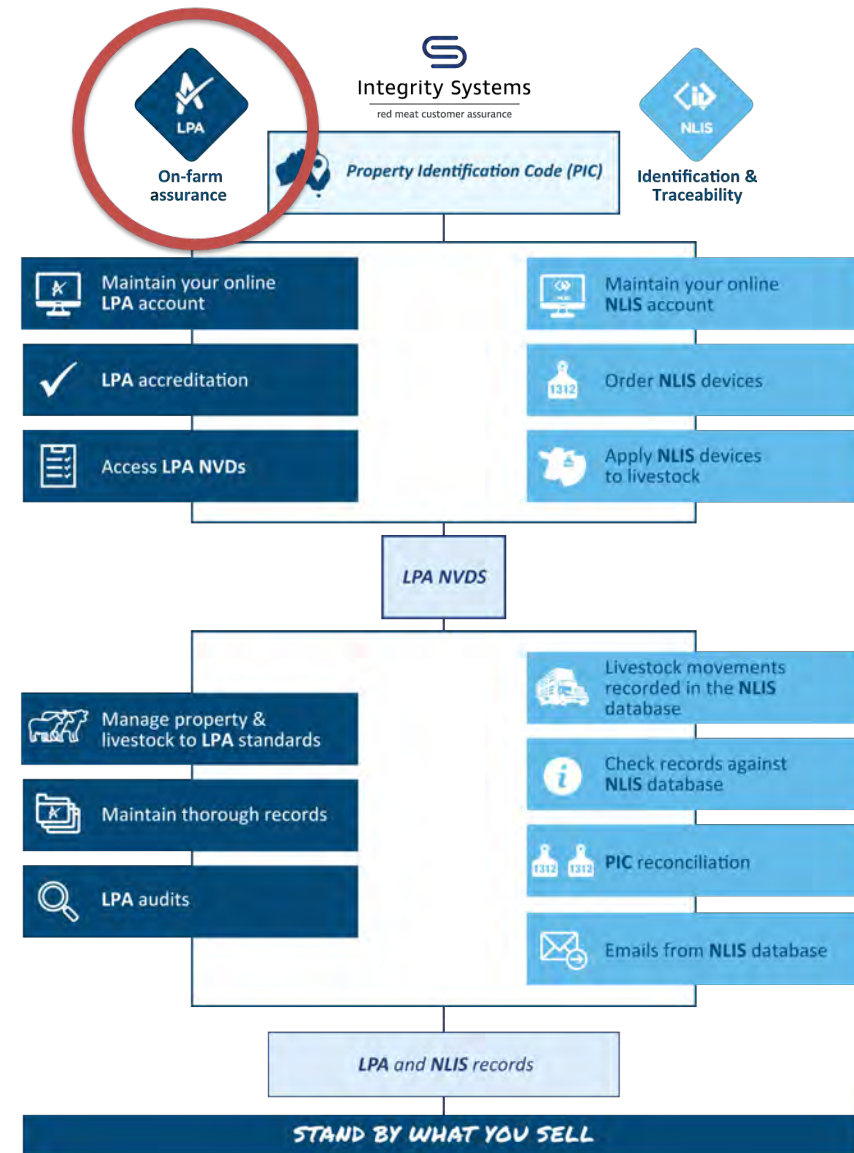 Integrity Systems
red meat customer assurance
LPA
NLIS
On-farm
assurance
Property Identification Code (PIC)
Identification &
Traceability
Maintain your online
LPA account
LPA accreditation
Access LPA NVDs
Maintain your online
NLIS account
NLIS
1312
Order NLIS devices
Apply NLIS devices
to livestock
LPA NVDS
Manage property &
livestock to LPA standards
Maintain thorough records
LPA audits
Livestock movements
recorded in the NLIS
database
i
Check records against
NLIS database
1312 1312
PIC reconciliation
Emails from NLIS database
LPA and NLIS records
STAND BY WHAT YOU SELL